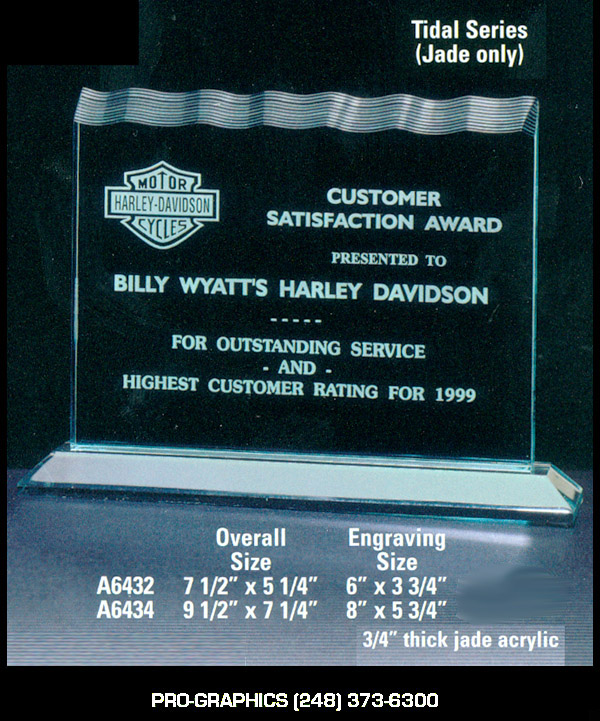 Tidal Series
(Jade only)
MOTOR
HARLEY-DAVIDSON
CYCLES
CUSTOMER
SATISFACTION AWARD
PRESENTED TO
BILLY WYATT'S HARLEY DAVIDSON
-----
FOR OUTSTANDING SERVICE
- AND -
HIGHEST CUSTOMER RATING FOR 1999
Overall Engraving
Size Size
A6432 7 1/2" x 5 1/4" 6" x 3 3/4"
A6434 9 1/2" x 7 1/4" 8" x 5 3/4"
3/4" thick jade acrylic
PRO-GRAPHICS (248) 373-6300